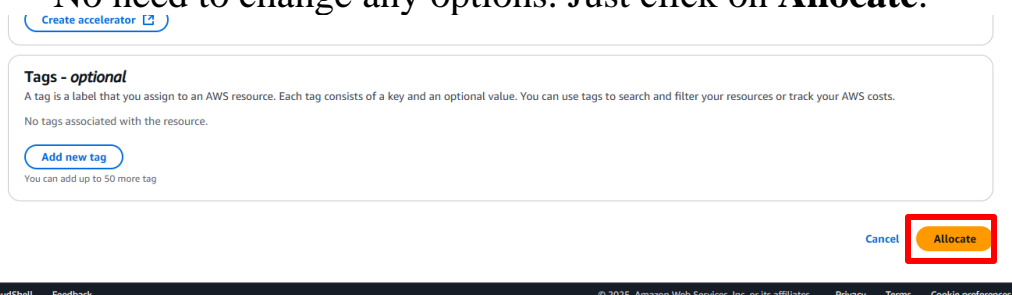 No need to change any options. Just click on Allocate.
Create accelerator
Tags - optional
A tag is a label that you assign to an AWS resource. Each tag consists of a key and an optional value. You can use tags to search and filter your resources or track your AWS costs.
No tags associated with the resource.
Add new tag
You can add up to 50 more tag
Cancel Allocate
Feedback © 2025, Amazon Web Services, Inc. or its affiliates. Privacy Terms Cookie preferences